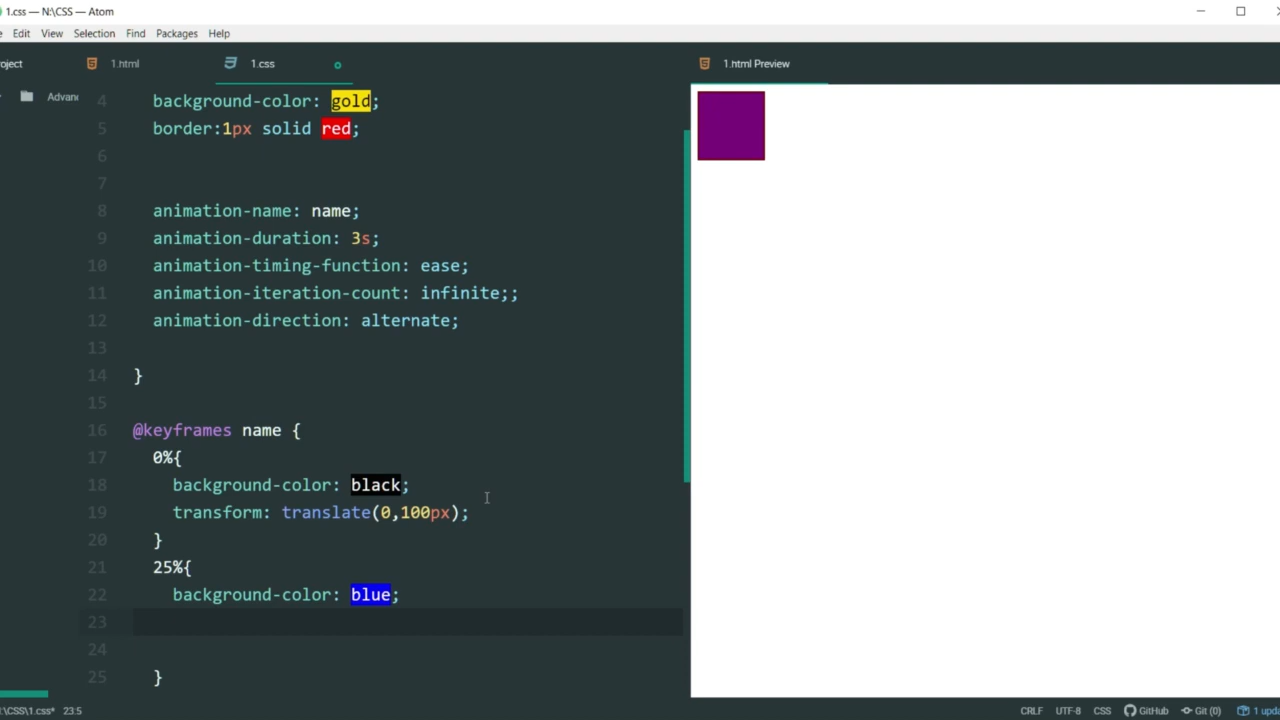 1.css — N:\CSS — Atom
Edit View Selection Find Packages Help
oject 1.html 1.css 1.html Preview
Advan
4 background-color: gold;
5 border:1px solid red;
6
7
8 animation-name: name;
9 animation-duration: 3s;
10 animation-timing-function: ease;
11 animation-iteration-count: infinite;;
12 animation-direction: alternate;
13
14 }
15
16 @keyframes name {
17 0%{
18 background-color: black;
19 transform: translate(0,100px);
20 }
21 25%{
22 background-color: blue;
23
24
25 }
:\CSS\1.css* 23:5 CRLF UTF-8 CSS GitHub Git (0) 1 upda